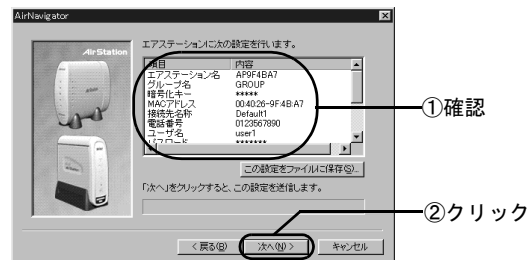 AirNavigator
AirStation
エアステーションに次の設定を行います。
項目 内容
エアステーション名 AP9F4BA7
グループ名 GROUP
暗号化キー *****
MACアドレス 00:40:26-9F:4B:A7
接続先名称 Default1
電話番号 0123567890
ユーザ名 user1
パスワード *******
この設定をファイルに保存(S)...
「次へ」をクリックすると、この設定を送信します。
< 戻る(B)
次へ(N) >
キャンセル
①確認
②クリック